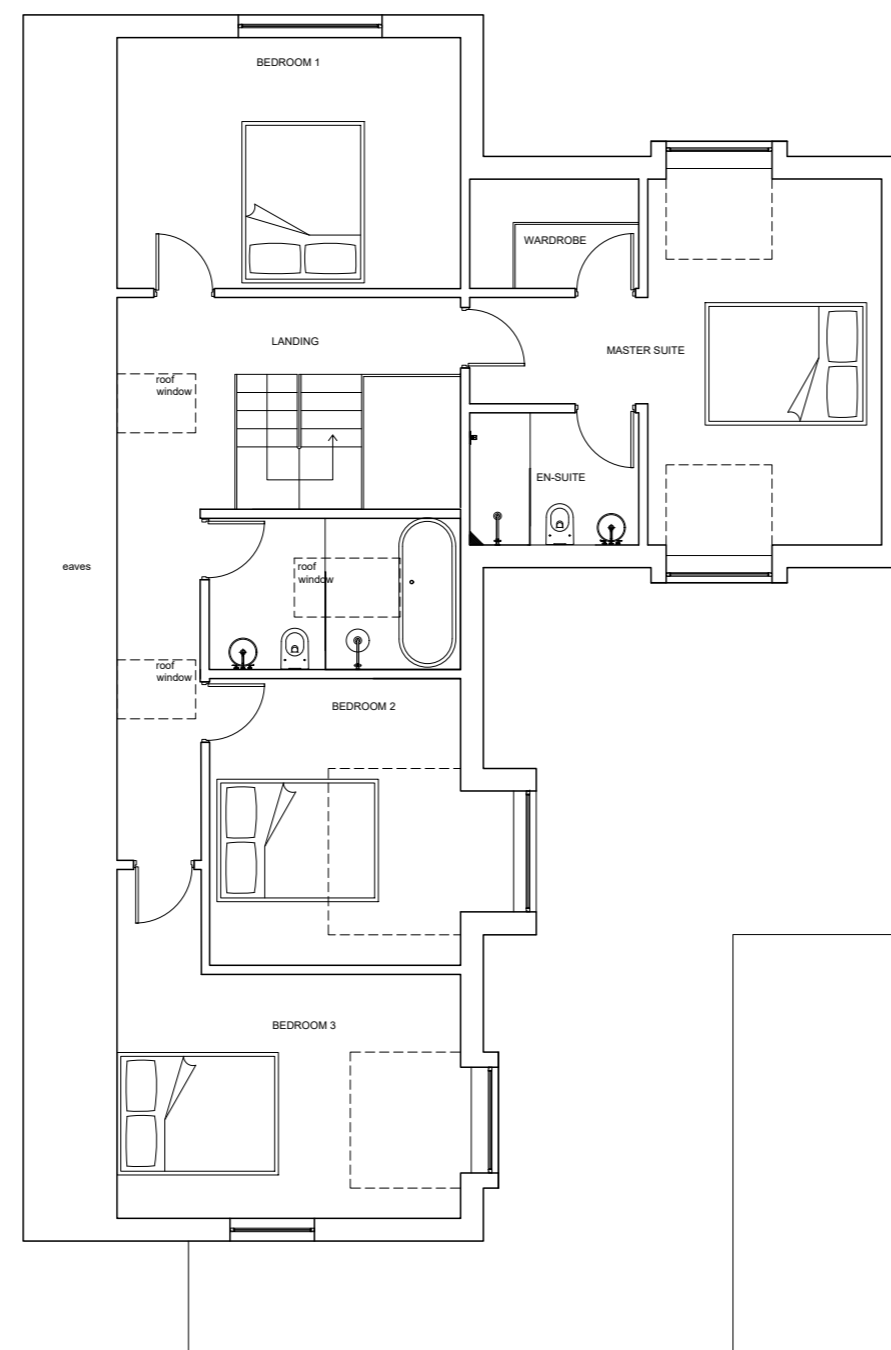 BEDROOM 1
WARDROBE
LANDING
MASTER SUITE
roof
window
EN-SUITE
eaves
roof
window
roof
window
BEDROOM 2
BEDROOM 3